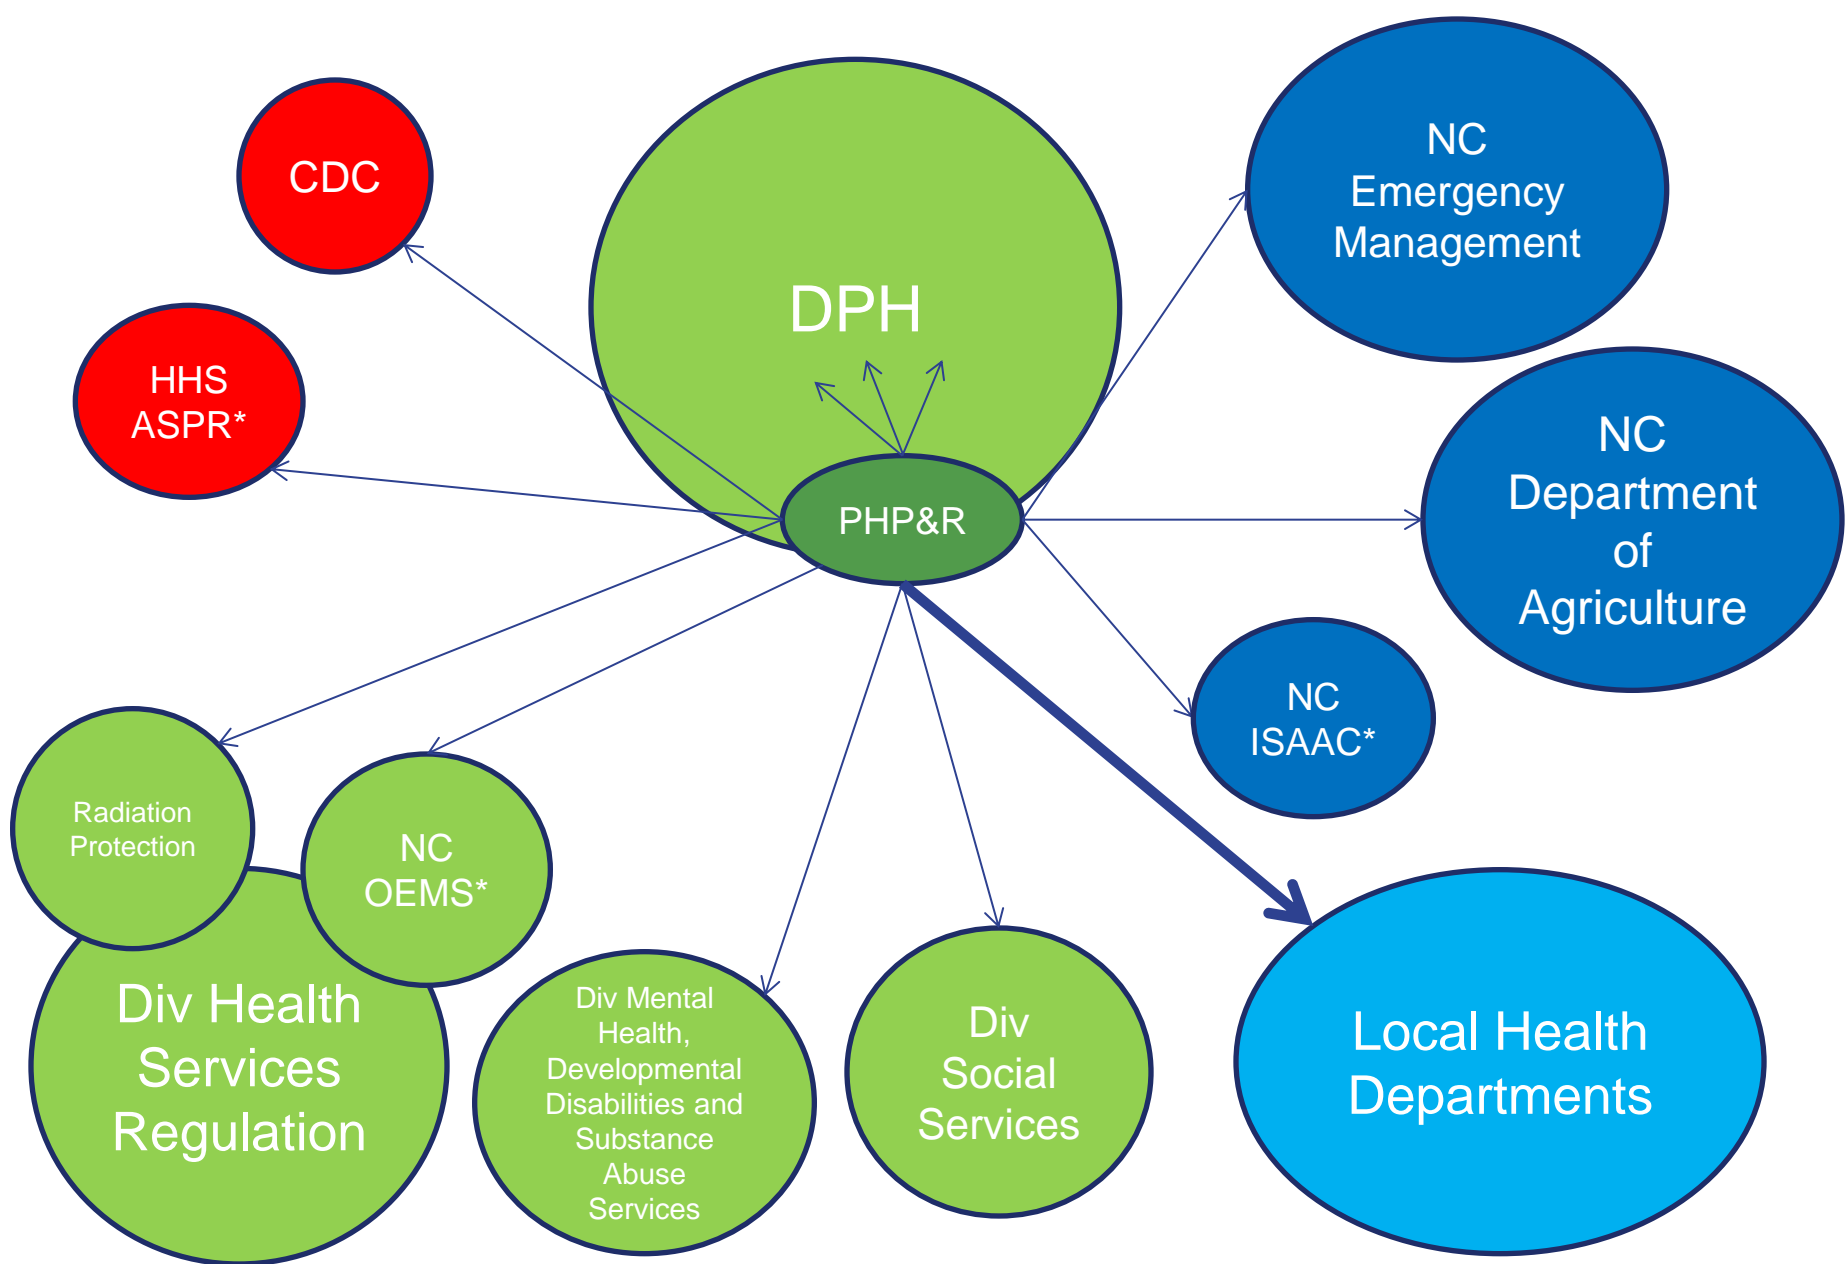 CDC
DPH
NC
Emergency
Management
HHS
ASPR*
NC
Department
of
Agriculture
PHP&R
NC
ISAAC*
Radiation
Protection
NC
OEMS*
Div Health
Services
Regulation
Div Mental
Health,
Developmental
Disabilities and
Substance
Abuse
Services
Div
Social
Services
Local Health
Departments